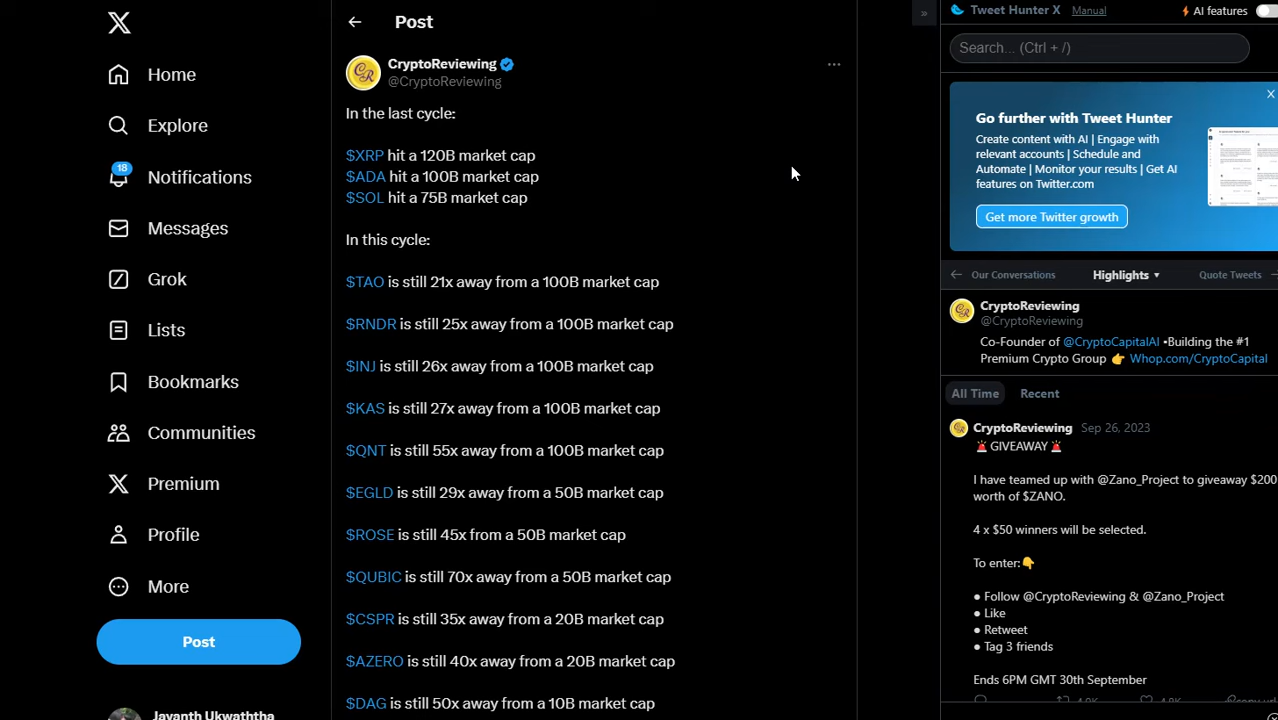 Home
Explore
18
Notifications
Messages
Grok
Lists
Bookmarks
Communities
Premium
Profile
More
Post
Jayanth Ukwaththa
Post
CryptoReviewing
@CryptoReviewing
In the last cycle:
$XRP hit a 120B market cap
$ADA hit a 100B market cap
$SOL hit a 75B market cap
In this cycle:
$TAO is still 21x away from a 100B market cap
$RNDR is still 25x away from a 100B market cap
$INJ is still 26x away from a 100B market cap
$KAS is still 27x away from a 100B market cap
$QNT is still 55x away from a 100B market cap
$EGLD is still 29x away from a 50B market cap
$ROSE is still 45x from a 50B market cap
$QUBIC is still 70x away from a 50B market cap
$CSPR is still 35x away from a 20B market cap
$AZERO is still 40x away from a 20B market cap
$DAG is still 50x away from a 10B market cap
»
Tweet Hunter X Manual
AI features
Search... (Ctrl + /)
X
Go further with Tweet Hunter
Create content with AI | Engage with
relevant accounts | Schedule and
Automate | Monitor your results | Get AI
features on Twitter.com
Get more Twitter growth
Our Conversations
Highlights
Quote Tweets
CryptoReviewing
@CryptoReviewing
Co-Founder of @CryptoCapitalAI •Building the #1
Premium Crypto Group 👉 Whop.com/CryptoCapital
All Time
Recent
CryptoReviewing Sep 26, 2023
🚨 GIVEAWAY 🚨
I have teamed up with @Zano_Project to giveaway $200
worth of $ZANO.
4 x $50 winners will be selected.
To enter:👇
● Follow @CryptoReviewing & @Zano_Project
● Like
● Retweet
● Tag 3 friends
Ends 6PM GMT 30th September